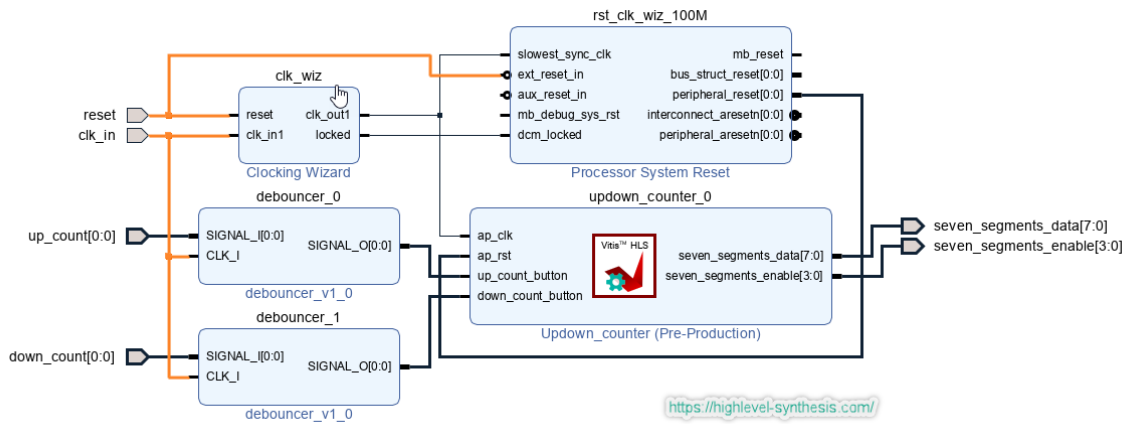 rst_clk_wiz_100M
slowest_sync_clk
ext_reset_in
aux_reset_in
mb_debug_sys_rst
dcm_locked
mb_reset
bus_struct_reset[0:0]
peripheral_reset[0:0]
interconnect_aresetn[0:0]
peripheral_aresetn[0:0]
Processor System Reset
clk_wiz
reset
clk_in
reset
clk_in1
clk_out1
locked
Clocking Wizard
debouncer_0
up_count[0:0]
SIGNAL_I[0:0]
CLK_I
SIGNAL_O[0:0]
debouncer_v1_0
updown_counter_0
ap_clk
ap_rst
up_count_button
down_count_button
Vitis™ HLS
seven_segments_data[7:0]
seven_segments_enable[3:0]
seven_segments_data[7:0]
seven_segments_enable[3:0]
Updown_counter (Pre-Production)
debouncer_1
down_count[0:0]
SIGNAL_I[0:0]
CLK_I
SIGNAL_O[0:0]
debouncer_v1_0
https://highlevel-synthesis.com/